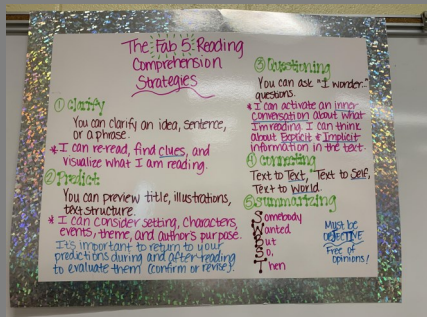 The Fab 5 Reading
Comprehension
Strategies
① Clarify
You can clarify an idea, sentence,
or a phrase.
* I can re-read, find clues, and
visualize what I am reading.
② Predict
You can preview title, illustrations,
text structure.
* I can consider setting, characters,
events, theme, and author's purpose.
It's important to return to your
predictions during and after reading
to evaluate them (confirm or revise).
③ Questioning
You can ask "I wonder.."
questions.
* I can activate an inner
conversation about what
I'm reading. I can think
about Explicit & Implicit
information in the text.
④ Connecting
Text to Text, Text to Self,
Text to World.
⑤ Summarizing
Somebody
Wanted
But
So,
Then
Must be
OBJECTIVE
Free of
opinions!